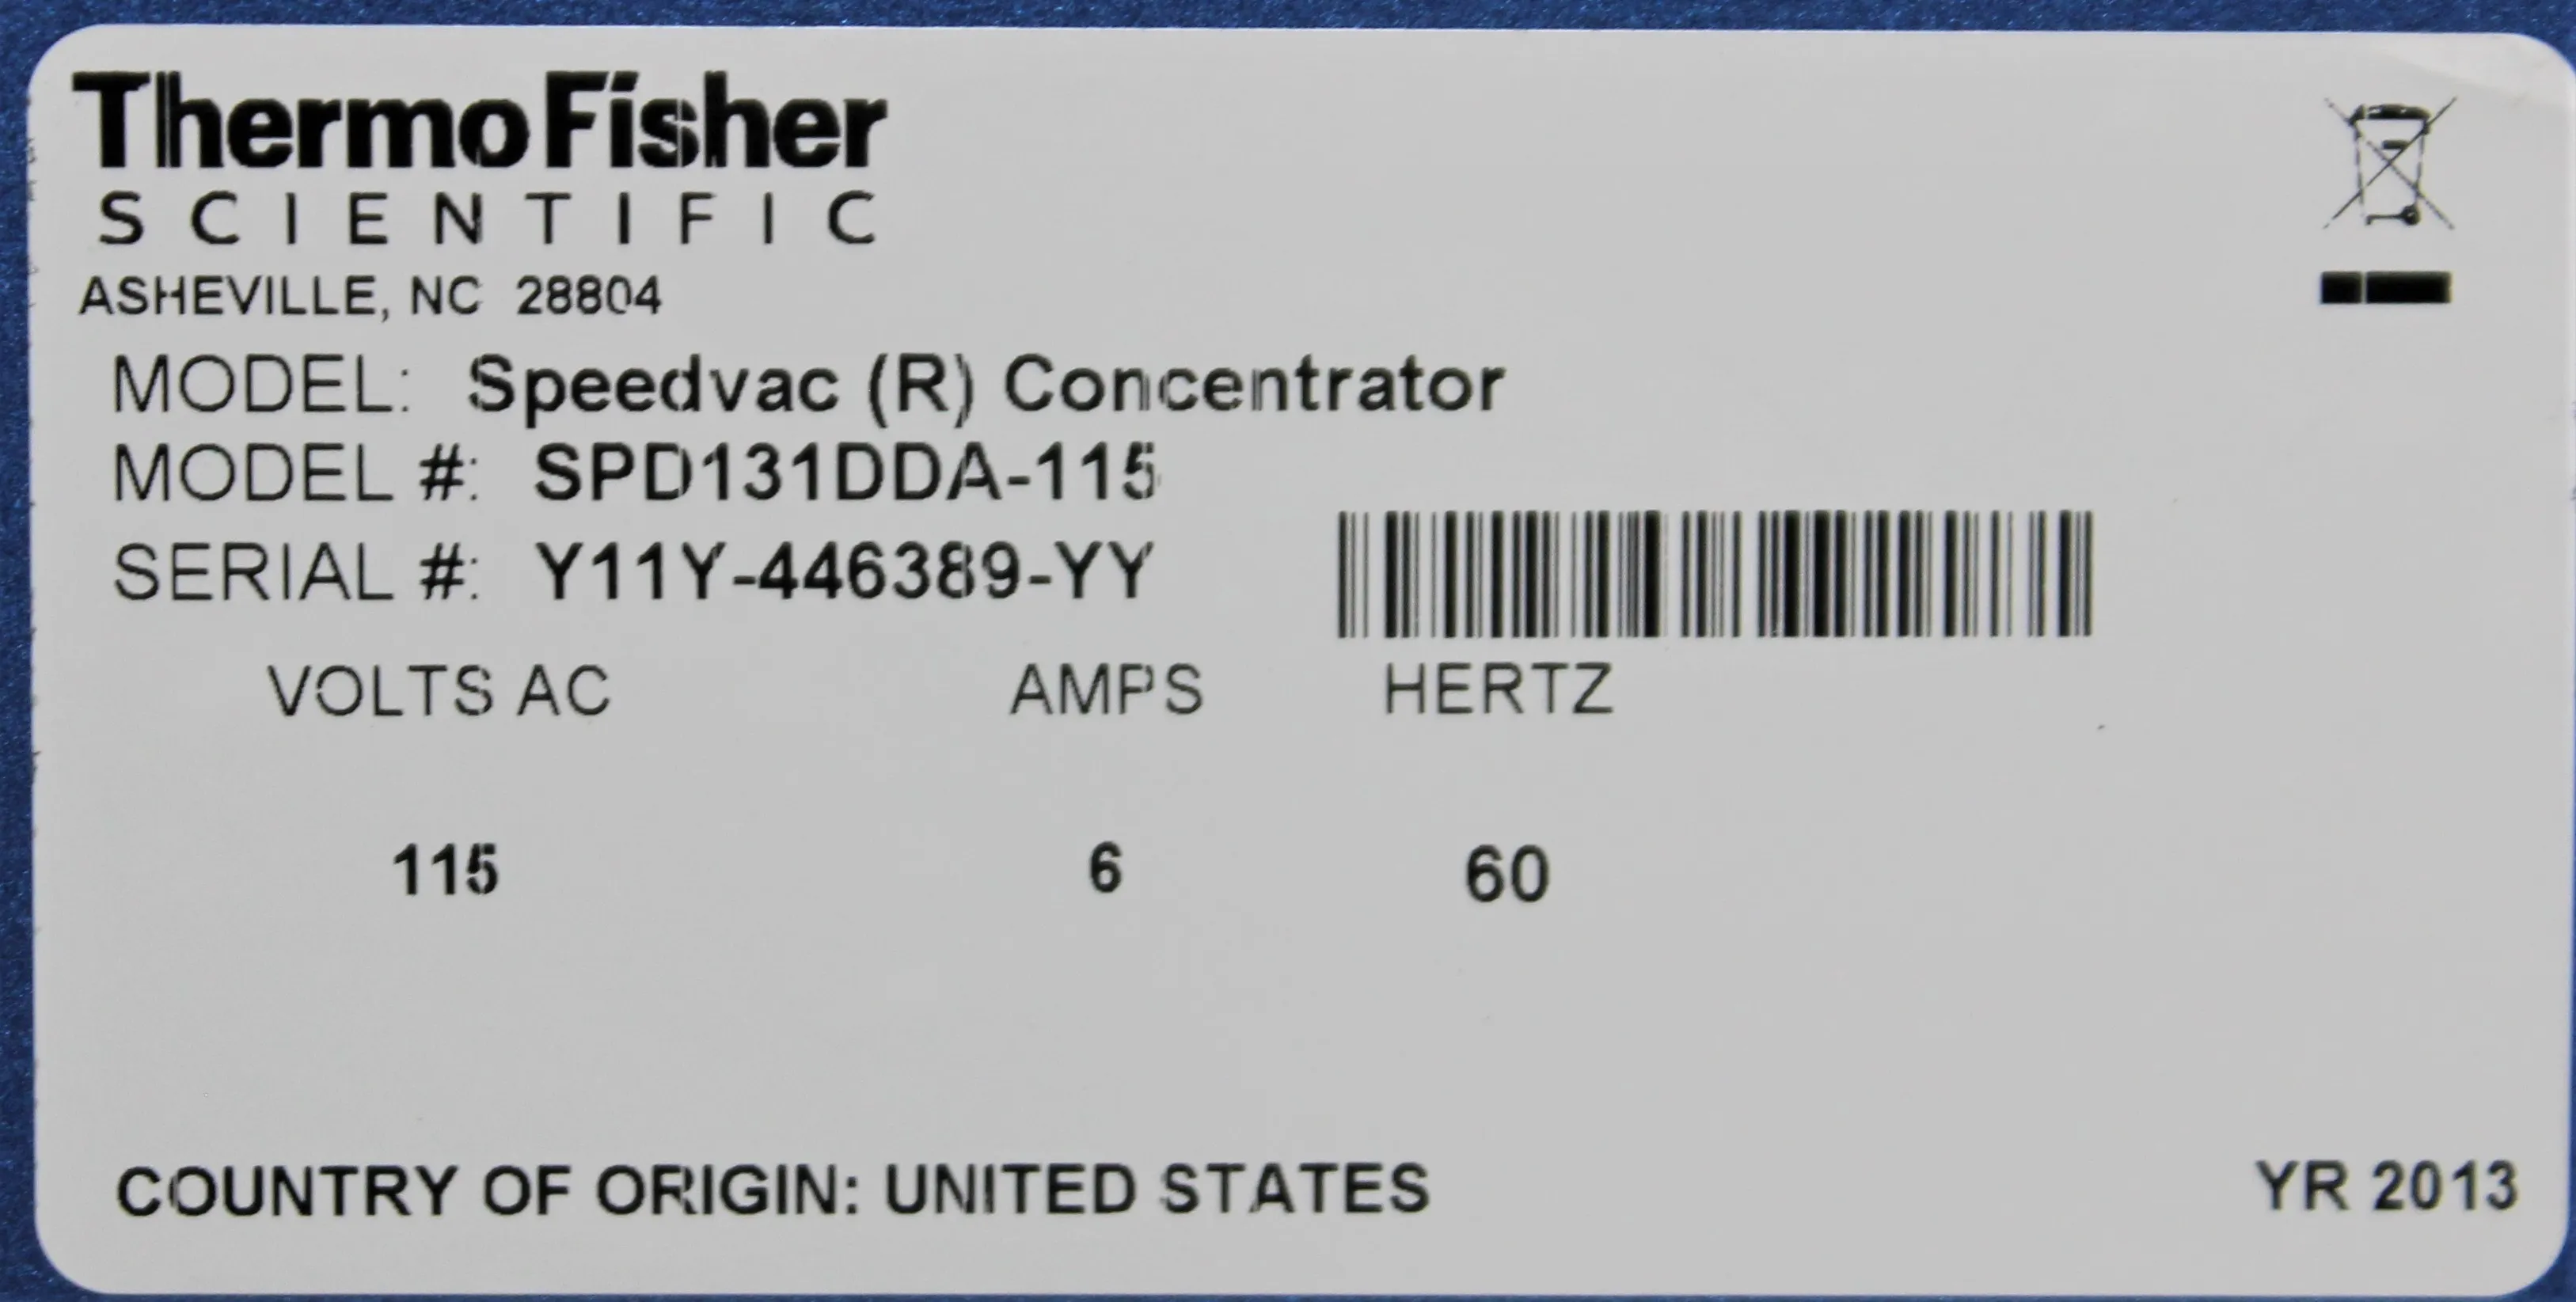 ThermoFisher
SCIENTIFIC
ASHEVILLE, NC 28804
MODEL: Speedvac (R) Concentrator
MODEL #: SPD131DDA-115
SERIAL #: Y11Y-446389-YY
VOLTS AC AMPS HERTZ
115 6 60
COUNTRY OF ORIGIN: UNITED STATES YR 2013